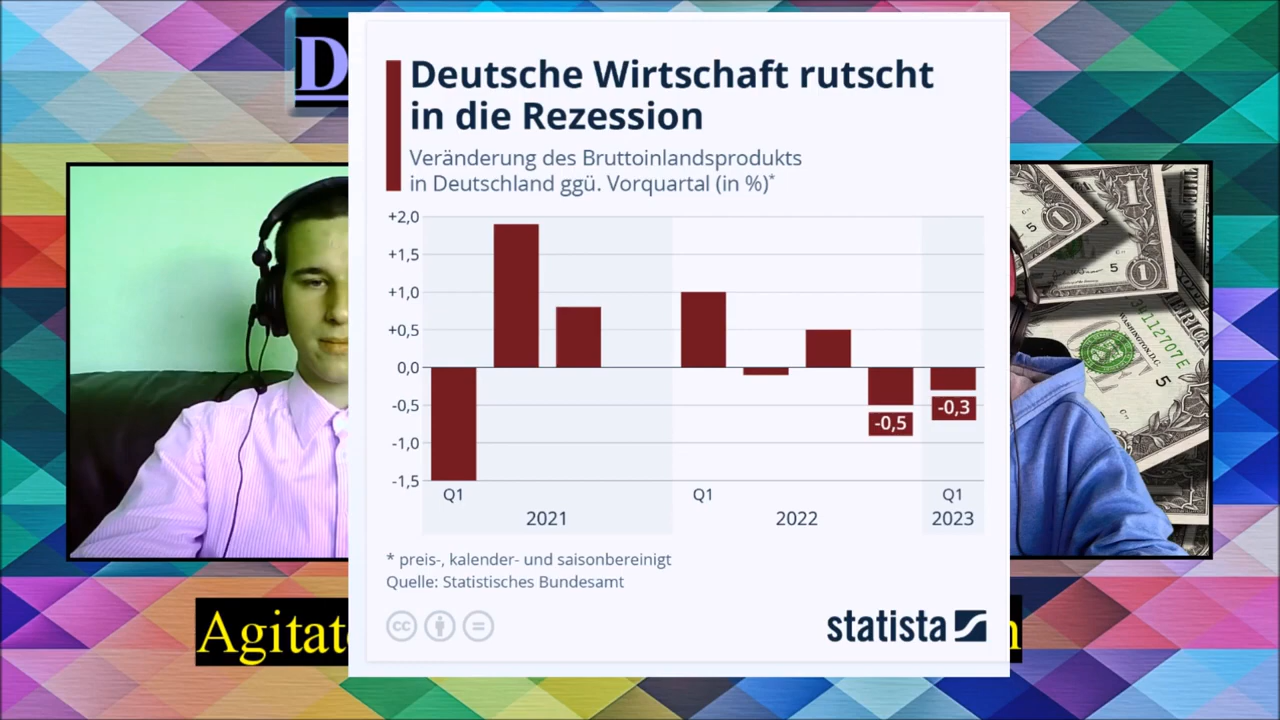 D
Deutsche Wirtschaft rutscht
in die Rezession
Veränderung des Bruttoinlandsprodukts
in Deutschland ggü. Vorquartal (in %)*
+2,0
+1,5
+1,0
+0,5
0,0
-0,5
-1,0
-1,5
-0,5
-0,3
Q1
Q1
Q1
2021
2022
2023
* preis-, kalender- und saisonbereinigt
Quelle: Statistisches Bundesamt
cc
statista
Agitat